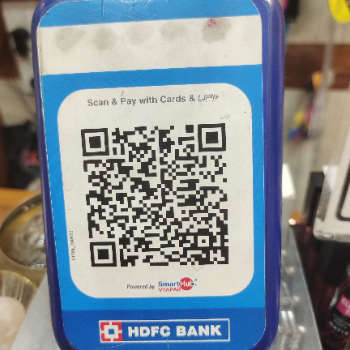 Scan & Pay with Cards & UPI
Powered by SmartHub
VYAPAR
HDFC BANK